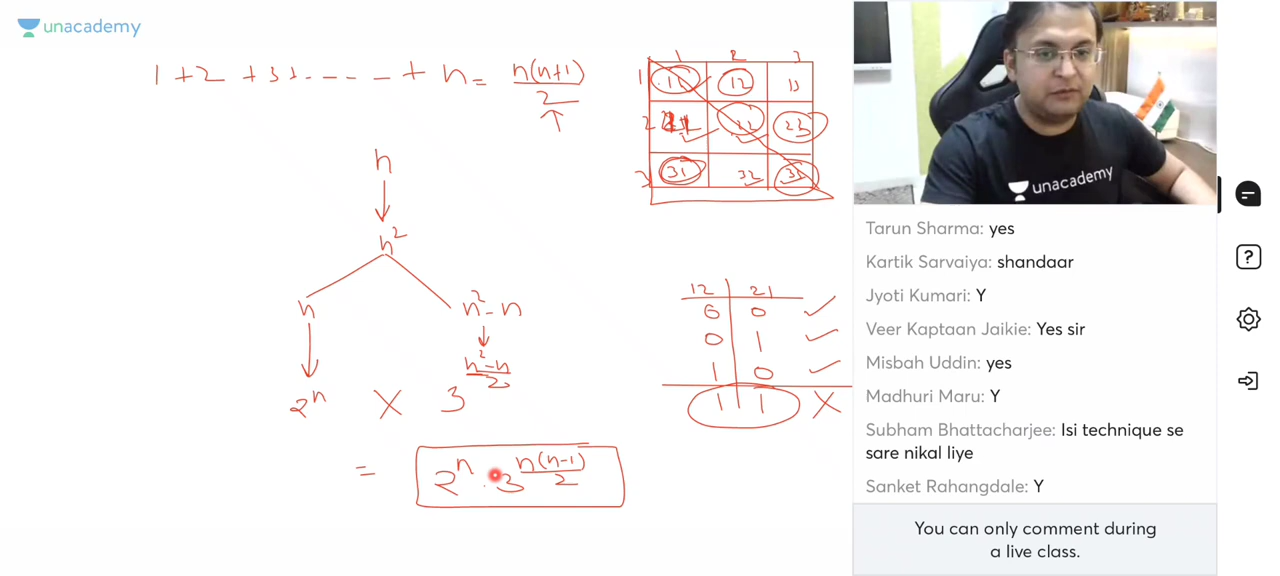 unacademy
1 + 2 + 3 + ---- + n = n(n+1)/2
n
n²
n n² - n
(n² - n)/2
2ⁿ X 3
= 2ⁿ · 3^(n(n-1)/2)
1 2 3
1 11 12 13
2 21 22 23
3 31 32 33
12 21
0 0 ✓
0 1 ✓
1 0 ✓
1 1 X
unacademy
Tarun Sharma: yes
Kartik Sarvaiya: shandaar
Jyoti Kumari: Y
Veer Kaptaan Jaikie: Yes sir
Misbah Uddin: yes
Madhuri Maru: Y
Subham Bhattacharjee: Isi technique se
sare nikal liye
Sanket Rahangdale: Y
You can only comment during
a live class.